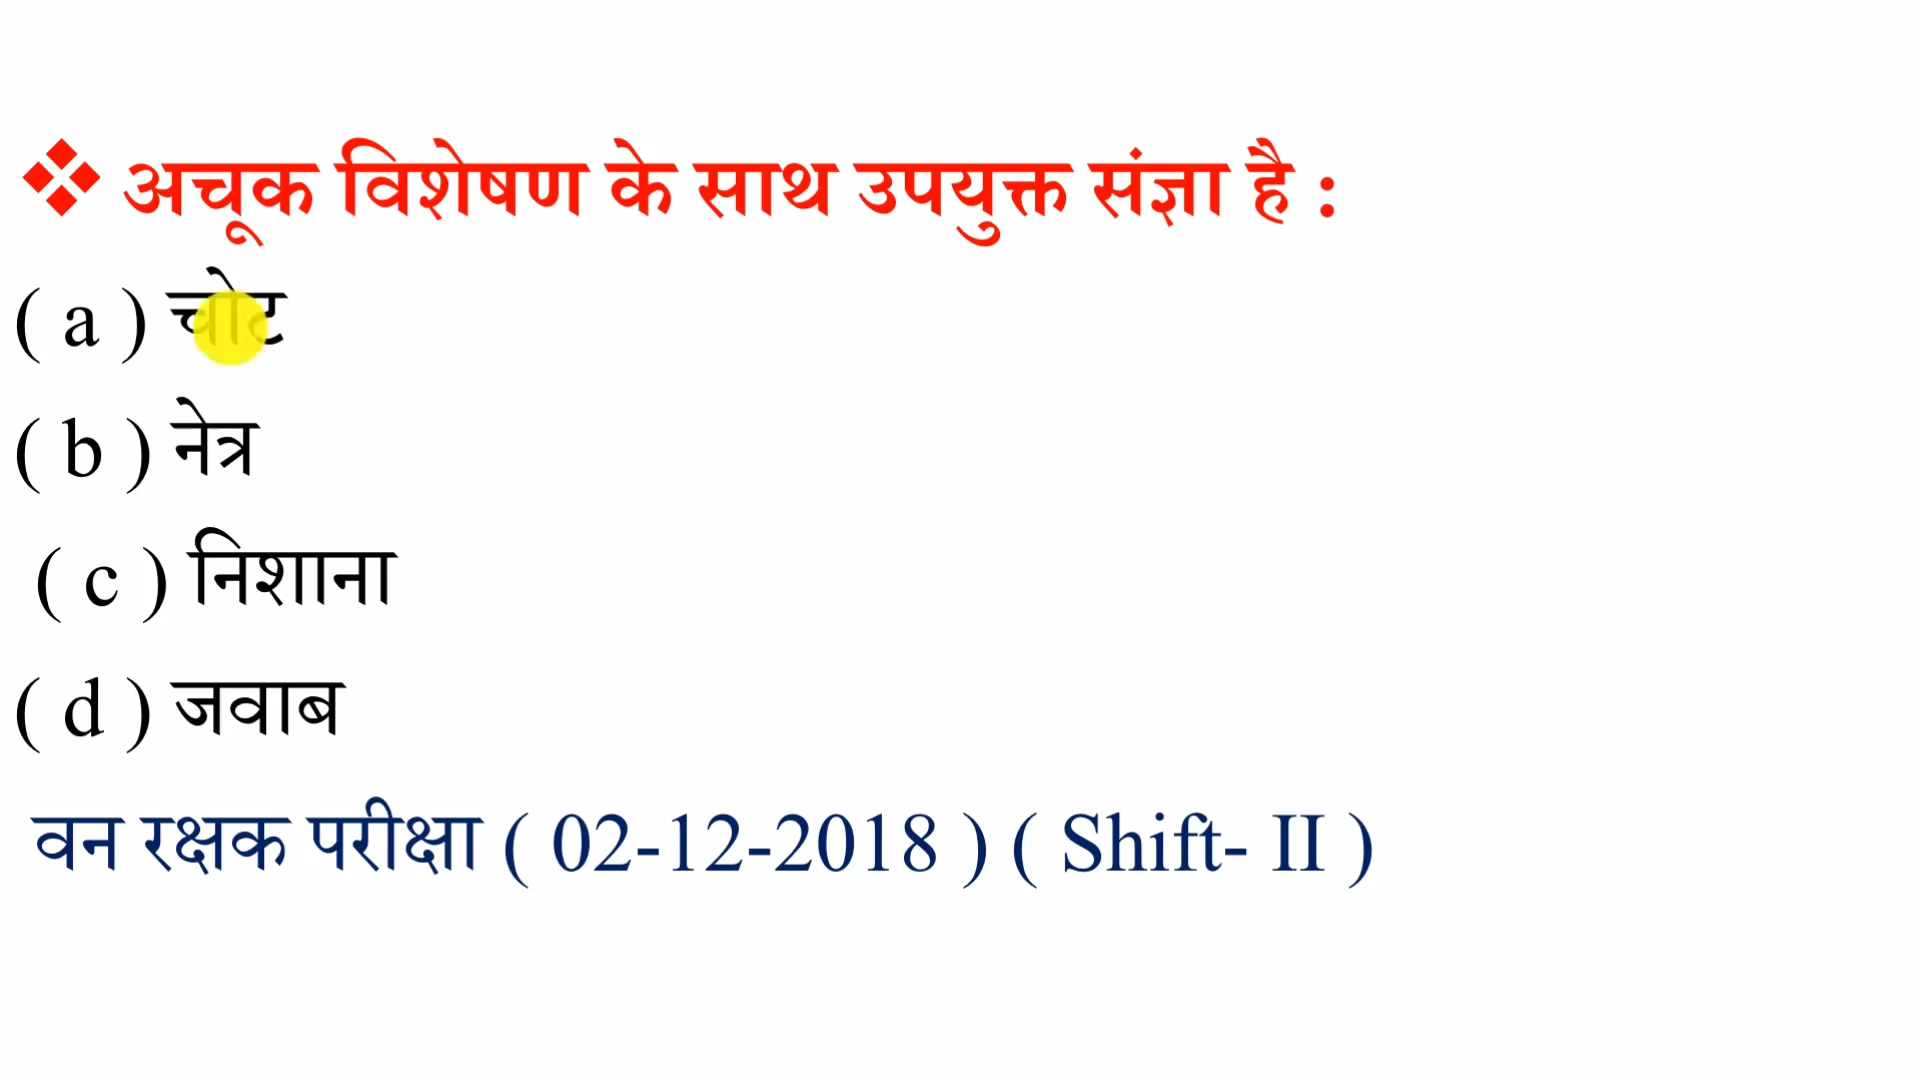 ❖ अचूक विशेषण के साथ उपयुक्त संज्ञा है :
( a ) चोट
( b ) नेत्र
( c ) निशाना
( d ) जवाब
वन रक्षक परीक्षा ( 02-12-2018 ) ( Shift- II )